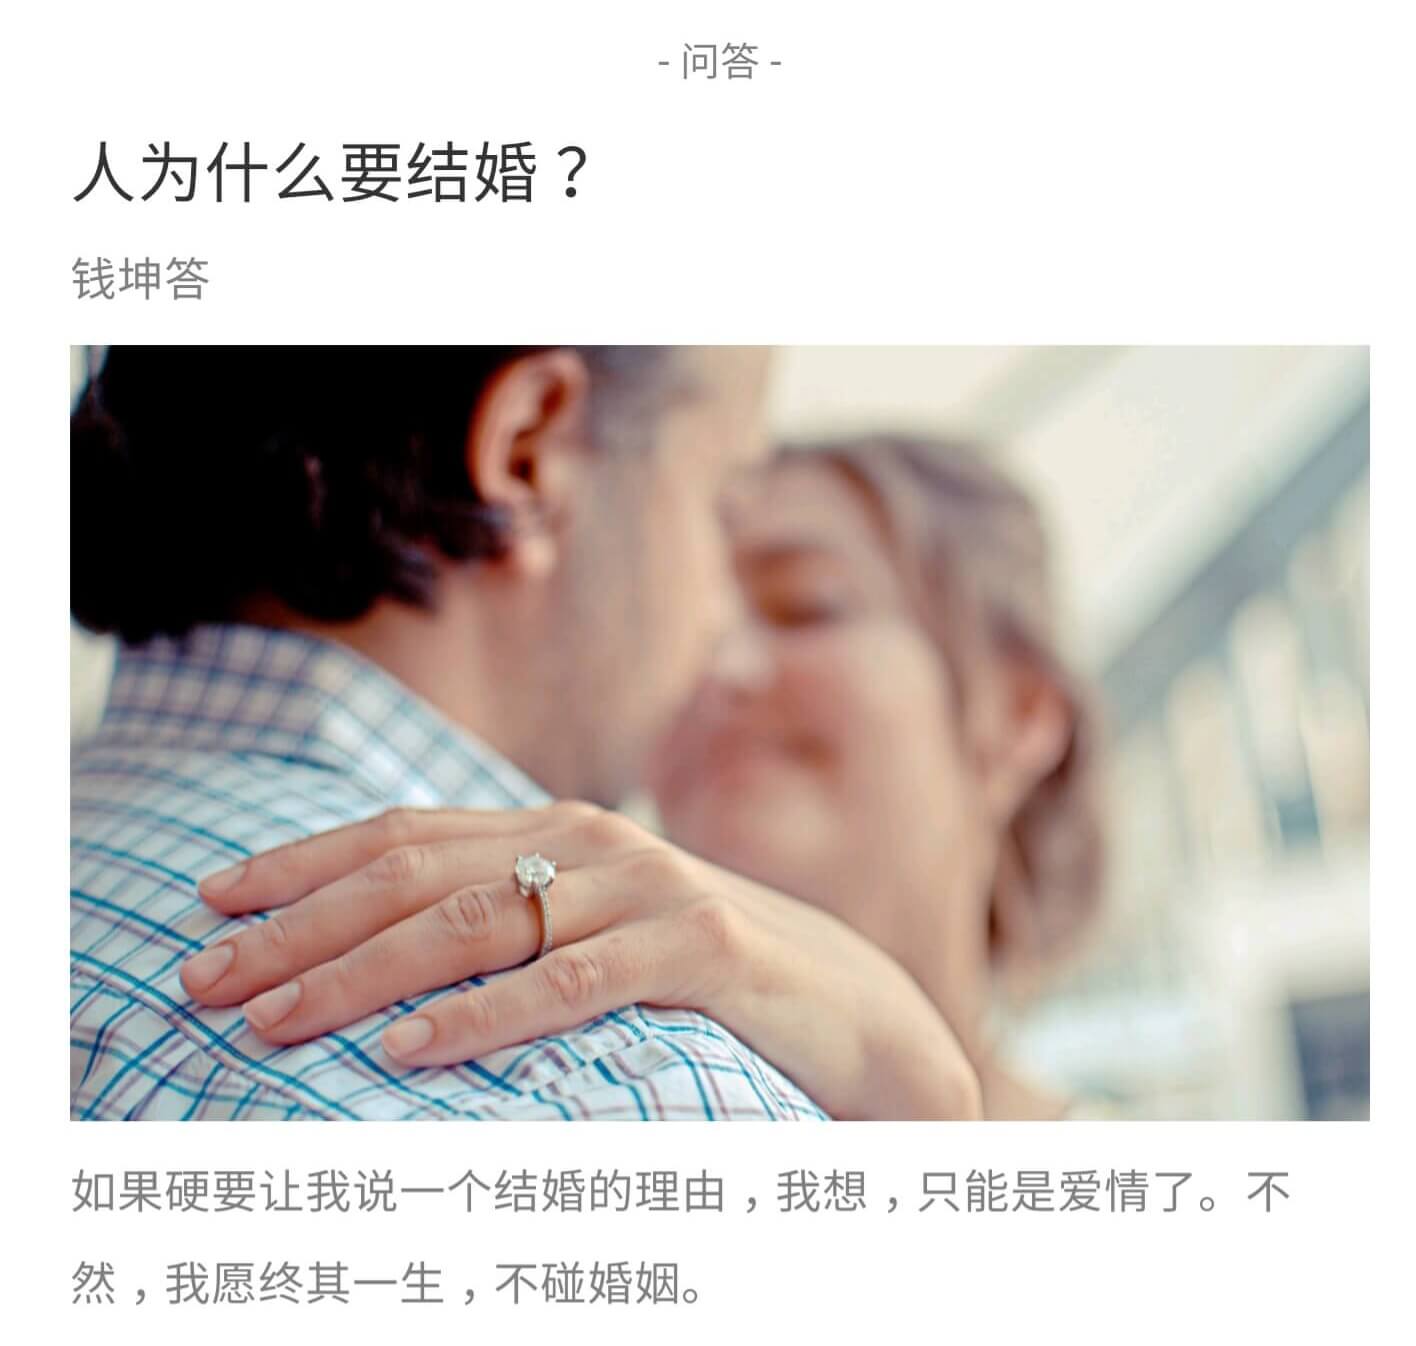 - 问答 -
人为什么要结婚？
钱坤答
如果硬要让我说一个结婚的理由，我想，只能是爱情了。不
然，我愿终其一生，不碰婚姻。